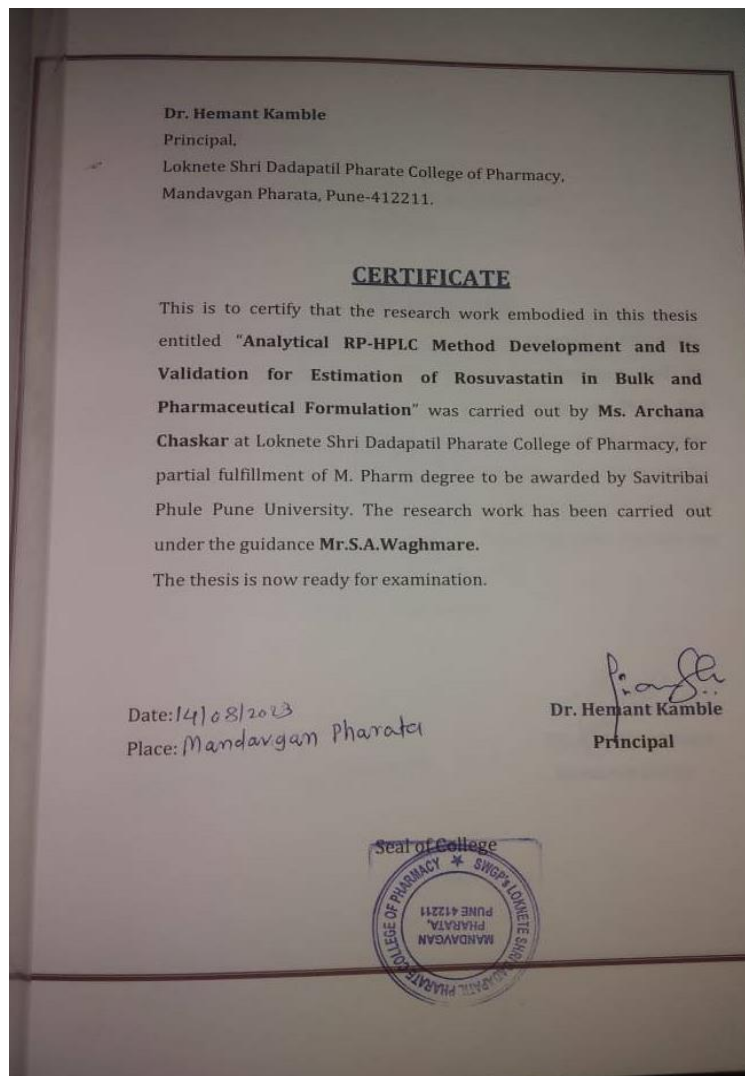 Dr. Hemant Kamble
Principal,
Loknete Shri Dadapatil Pharate College of Pharmacy,
Mandavgan Pharata, Pune-412211.
CERTIFICATE
This is to certify that the research work embodied in this thesis
entitled "Analytical RP-HPLC Method Development and Its
Validation for Estimation of Rosuvastatin in Bulk and
Pharmaceutical Formulation" was carried out by Ms. Archana
Chaskar at Loknete Shri Dadapatil Pharate College of Pharmacy, for
partial fulfillment of M. Pharm degree to be awarded by Savitribai
Phule Pune University. The research work has been carried out
under the guidance Mr.S.A.Waghmare.
The thesis is now ready for examination.
Date:14/08/2023
Place: Mandavgan Pharata
Dr. Hemant Kamble
Principal
Seal of College
SWGP's LOKNETE SHRI DADAPATIL PHARATE COLLEGE OF PHARMACY ★
MANDAVGAN
PHARATA,
PUNE 412211